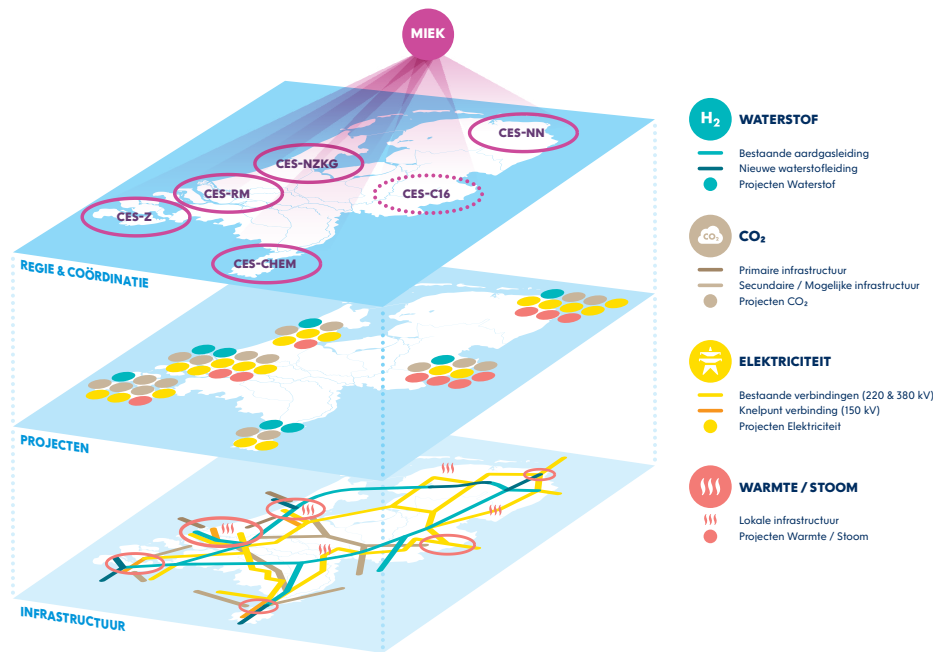 MIEK
CES-NN
CES-NZKG
CES-RM
CES-C16
CES-Z
CES-CHEM
REGIE & COÖRDINATIE
PROJECTEN
INFRASTRUCTUUR
H₂ WATERSTOF
Bestaande aardgasleiding
Nieuwe waterstofleiding
Projecten Waterstof
CO₂ CO₂
Primaire infrastructuur
Secundaire / Mogelijke infrastructuur
Projecten CO₂
ELEKTRICITEIT
Bestaande verbindingen (220 & 380 kV)
Knelpunt verbinding (150 kV)
Projecten Elektriciteit
WARMTE / STOOM
Lokale infrastructuur
Projecten Warmte / Stoom